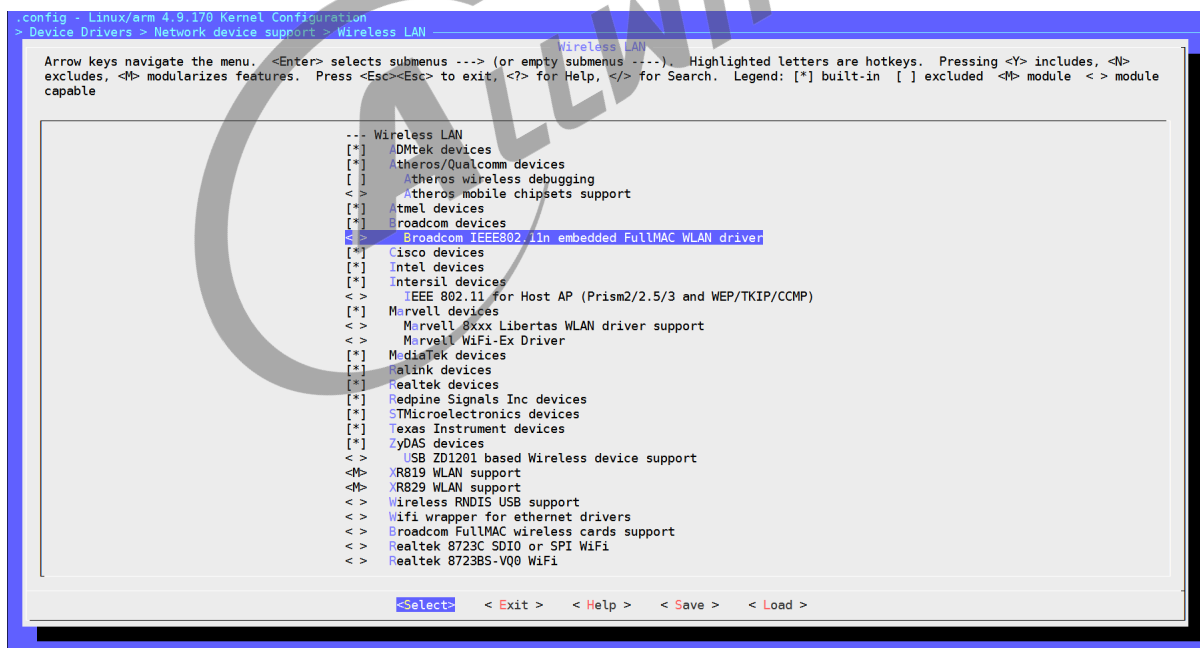 .config - Linux/arm 4.9.170 Kernel Configuration
> Device Drivers > Network device support > Wireless LAN
Wireless LAN
Arrow keys navigate the menu. <Enter> selects submenus ---> (or empty submenus ----). Highlighted letters are hotkeys. Pressing <Y> includes, <N>
excludes, <M> modularizes features. Press <Esc><Esc> to exit, <?> for Help, </> for Search. Legend: [*] built-in [ ] excluded <M> module < > module
capable
--- Wireless LAN
[*] ADMtek devices
[*] Atheros/Qualcomm devices
[ ] Atheros wireless debugging
< > Atheros mobile chipsets support
[*] Atmel devices
[*] Broadcom devices
< > Broadcom IEEE802.11n embedded FullMAC WLAN driver
[*] Cisco devices
[*] Intel devices
[*] Intersil devices
< > IEEE 802.11 for Host AP (Prism2/2.5/3 and WEP/TKIP/CCMP)
[*] Marvell devices
< > Marvell 8xxx Libertas WLAN driver support
< > Marvell WiFi-Ex Driver
[*] MediaTek devices
[*] Ralink devices
[*] Realtek devices
[*] Redpine Signals Inc devices
[*] STMicroelectronics devices
[*] Texas Instrument devices
[*] ZyDAS devices
< > USB ZD1201 based Wireless device support
<M> XR819 WLAN support
<M> XR829 WLAN support
< > Wireless RNDIS USB support
< > Wifi wrapper for ethernet drivers
< > Broadcom FullMAC wireless cards support
< > Realtek 8723C SDIO or SPI WiFi
< > Realtek 8723BS-VQ0 WiFi
<Select> < Exit > < Help > < Save > < Load >